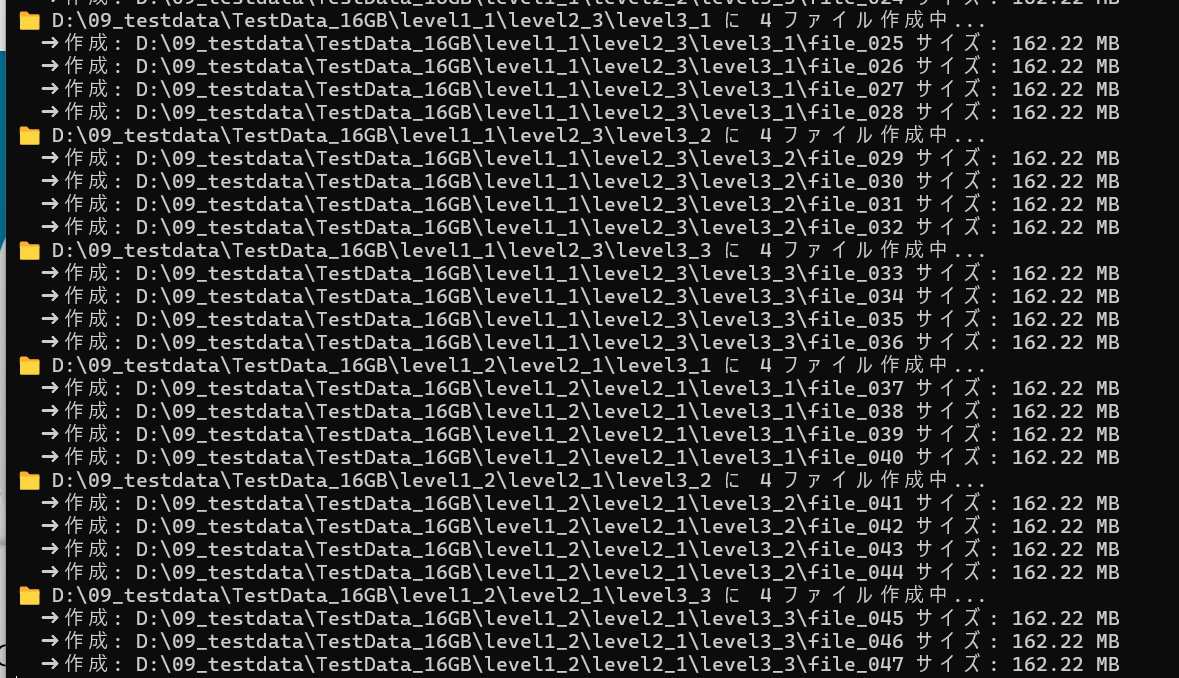 D:\09_testdata\TestData_16GB\level1_1\level2_3\level3_1 に 4 ファイル作成中...
→作成: D:\09_testdata\TestData_16GB\level1_1\level2_3\level3_1\file_025 サイズ: 162.22 MB
→作成: D:\09_testdata\TestData_16GB\level1_1\level2_3\level3_1\file_026 サイズ: 162.22 MB
→作成: D:\09_testdata\TestData_16GB\level1_1\level2_3\level3_1\file_027 サイズ: 162.22 MB
→作成: D:\09_testdata\TestData_16GB\level1_1\level2_3\level3_1\file_028 サイズ: 162.22 MB
D:\09_testdata\TestData_16GB\level1_1\level2_3\level3_2 に 4 ファイル作成中...
→作成: D:\09_testdata\TestData_16GB\level1_1\level2_3\level3_2\file_029 サイズ: 162.22 MB
→作成: D:\09_testdata\TestData_16GB\level1_1\level2_3\level3_2\file_030 サイズ: 162.22 MB
→作成: D:\09_testdata\TestData_16GB\level1_1\level2_3\level3_2\file_031 サイズ: 162.22 MB
→作成: D:\09_testdata\TestData_16GB\level1_1\level2_3\level3_2\file_032 サイズ: 162.22 MB
D:\09_testdata\TestData_16GB\level1_1\level2_3\level3_3 に 4 ファイル作成中...
→作成: D:\09_testdata\TestData_16GB\level1_1\level2_3\level3_3\file_033 サイズ: 162.22 MB
→作成: D:\09_testdata\TestData_16GB\level1_1\level2_3\level3_3\file_034 サイズ: 162.22 MB
→作成: D:\09_testdata\TestData_16GB\level1_1\level2_3\level3_3\file_035 サイズ: 162.22 MB
→作成: D:\09_testdata\TestData_16GB\level1_1\level2_3\level3_3\file_036 サイズ: 162.22 MB
D:\09_testdata\TestData_16GB\level1_2\level2_1\level3_1 に 4 ファイル作成中...
→作成: D:\09_testdata\TestData_16GB\level1_2\level2_1\level3_1\file_037 サイズ: 162.22 MB
→作成: D:\09_testdata\TestData_16GB\level1_2\level2_1\level3_1\file_038 サイズ: 162.22 MB
→作成: D:\09_testdata\TestData_16GB\level1_2\level2_1\level3_1\file_039 サイズ: 162.22 MB
→作成: D:\09_testdata\TestData_16GB\level1_2\level2_1\level3_1\file_040 サイズ: 162.22 MB
D:\09_testdata\TestData_16GB\level1_2\level2_1\level3_2 に 4 ファイル作成中...
→作成: D:\09_testdata\TestData_16GB\level1_2\level2_1\level3_2\file_041 サイズ: 162.22 MB
→作成: D:\09_testdata\TestData_16GB\level1_2\level2_1\level3_2\file_042 サイズ: 162.22 MB
→作成: D:\09_testdata\TestData_16GB\level1_2\level2_1\level3_2\file_043 サイズ: 162.22 MB
→作成: D:\09_testdata\TestData_16GB\level1_2\level2_1\level3_2\file_044 サイズ: 162.22 MB
D:\09_testdata\TestData_16GB\level1_2\level2_1\level3_3 に 4 ファイル作成中...
→作成: D:\09_testdata\TestData_16GB\level1_2\level2_1\level3_3\file_045 サイズ: 162.22 MB
→作成: D:\09_testdata\TestData_16GB\level1_2\level2_1\level3_3\file_046 サイズ: 162.22 MB
→作成: D:\09_testdata\TestData_16GB\level1_2\level2_1\level3_3\file_047 サイズ: 162.22 MB